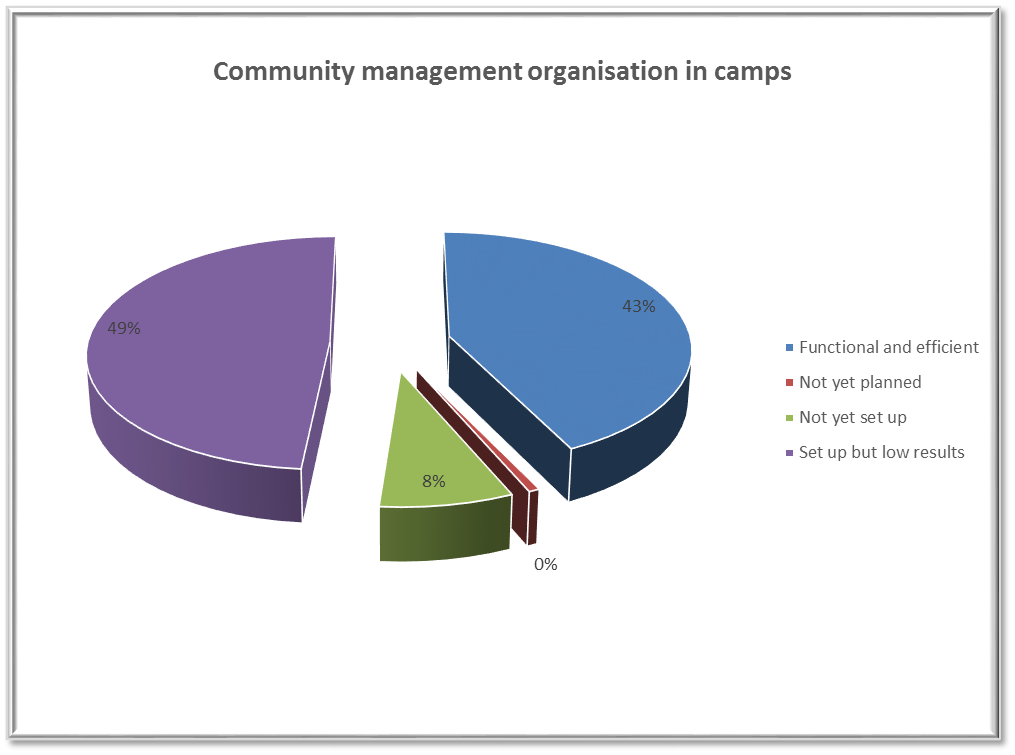 Community management organisation in camps
49%
43%
8%
0%
Functional and efficient
Not yet planned
Not yet set up
Set up but low results